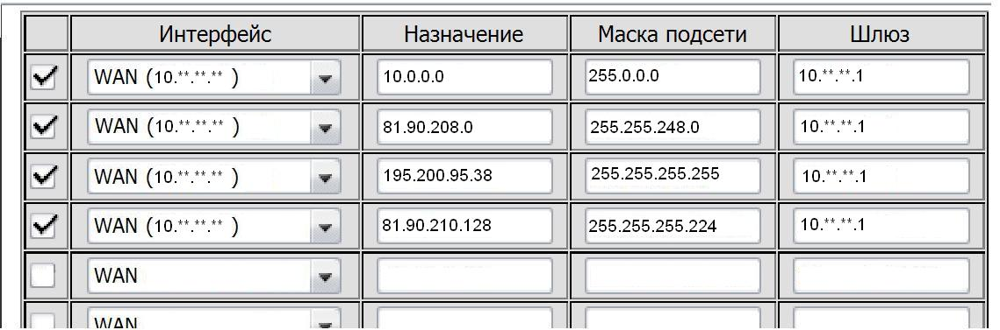 Интерфейс Назначение Маска подсети Шлюз
WAN (10.**.**.** ) 10.0.0.0 255.0.0.0 10.**.**.1
WAN (10.**.**.** ) 81.90.208.0 255.255.248.0 10.**.**.1
WAN (10.**.**.** ) 195.200.95.38 255.255.255.255 10.**.**.1
WAN (10.**.**.** ) 81.90.210.128 255.255.255.224 10.**.**.1
WAN
WAN